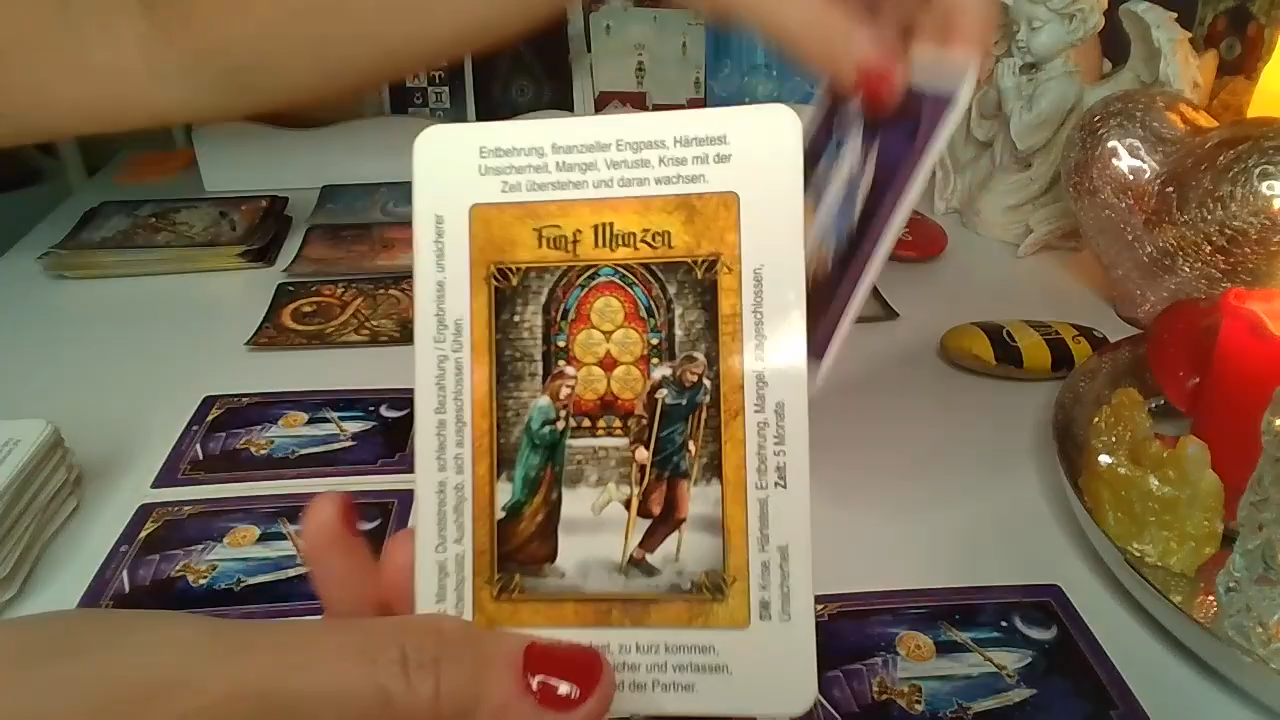 Entbehrung, finanzieller Engpass, Härtetest.
Unsicherheit, Mangel, Verluste, Krise mit der
Zeit überstehen und daran wachsen.
Fünf Münzen
Mangel, Durststrecke, schlechte Bezahlung / Ergebnisse, unsicherer
Aushilfsjob, sich ausgeschlossen fühlen.
Krise, Härtetest, Entbehrung, Mangel, ausgeschlossen,
Unsicherheit. Zeit: 5 Monate.
zu kurz kommen,
und verlassen,
der Partner.